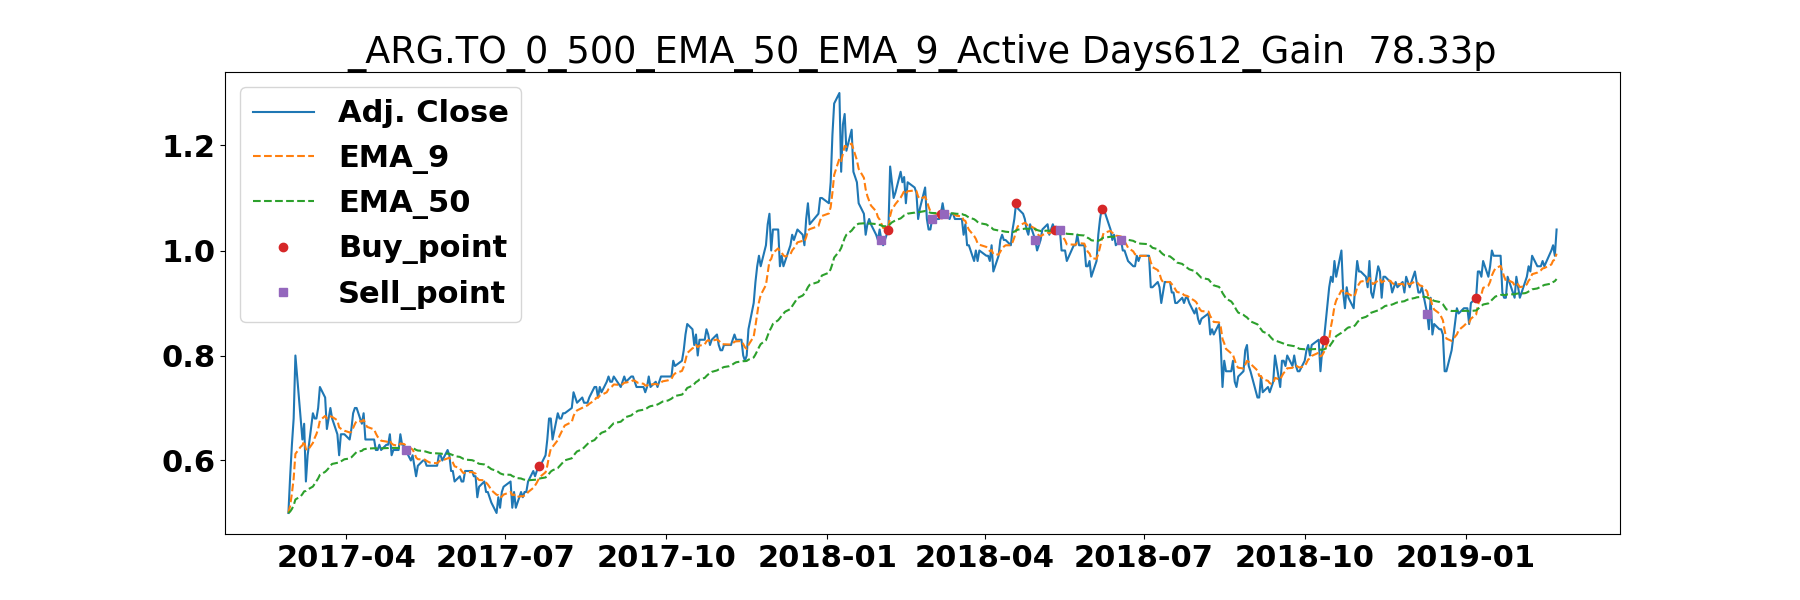 _ARG.TO_0_500_EMA_50_EMA_9_Active Days612_Gain  78.33p
Adj. Close
EMA_9
EMA_50
Buy_point
Sell_point
1.2
1.0
0.8
0.6
2017-04 2017-07 2017-10 2018-01 2018-04 2018-07 2018-10 2019-01